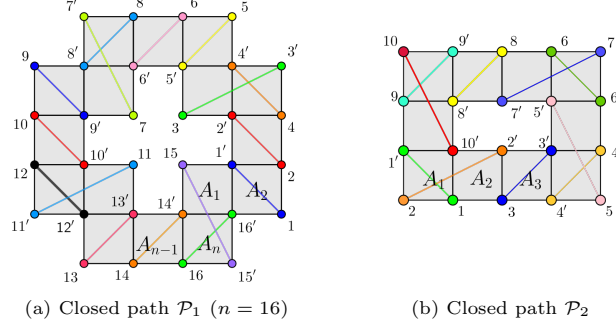 7′ 8 6 5
9 8′ 6′ 5′ 4′ 3′
10 9′ 7 3 2′ 4
12 10′ 11 15 1′ 2
A₁ A₂
11′ 12′ 13′ 14′ 16′ 1
Aₙ₋₁ Aₙ
13 14 16 15′
(a) Closed path P₁ (n = 16)
10 9′ 8 6 7
9 8′ 7′ 5′ 6′
1′ 10′ 2′ 3′ 4
A₁ A₂ A₃
2 1 3 4′ 5
(b) Closed path P₂